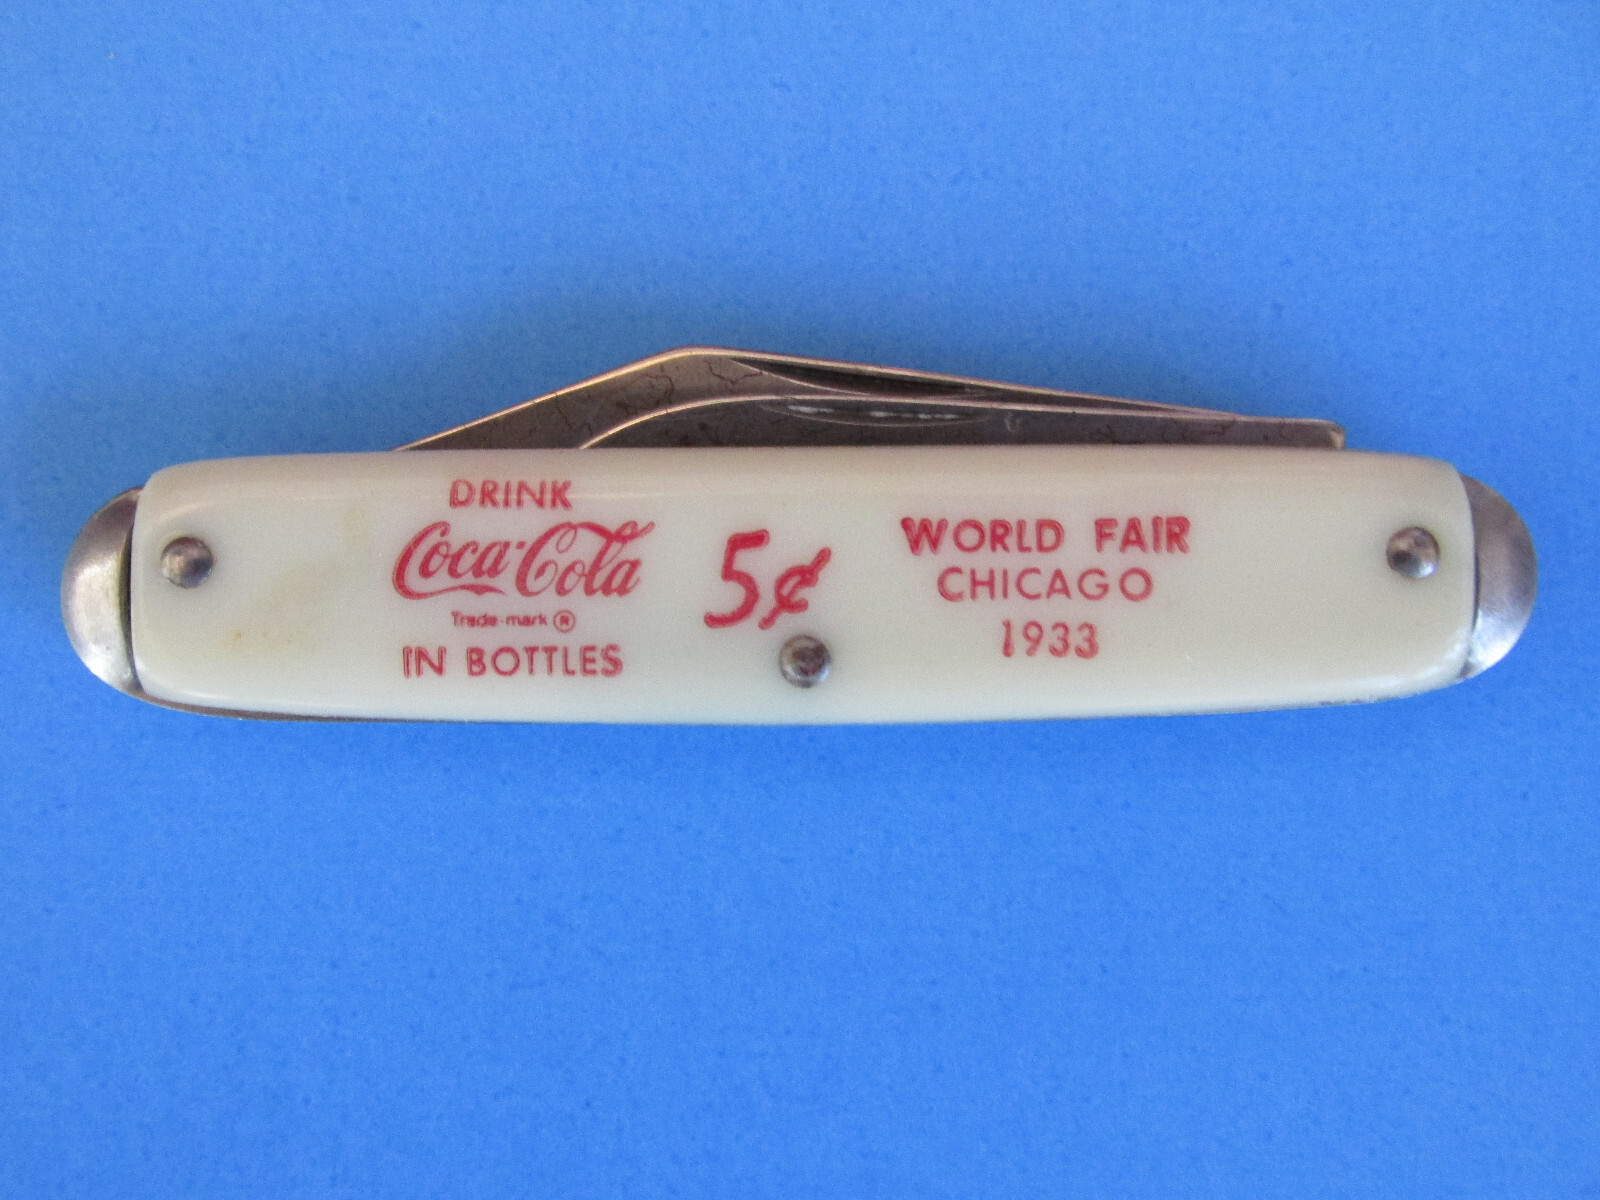 DRINK
Coca-Cola
Trade-mark ®
IN BOTTLES
5¢
WORLD FAIR
CHICAGO
1933